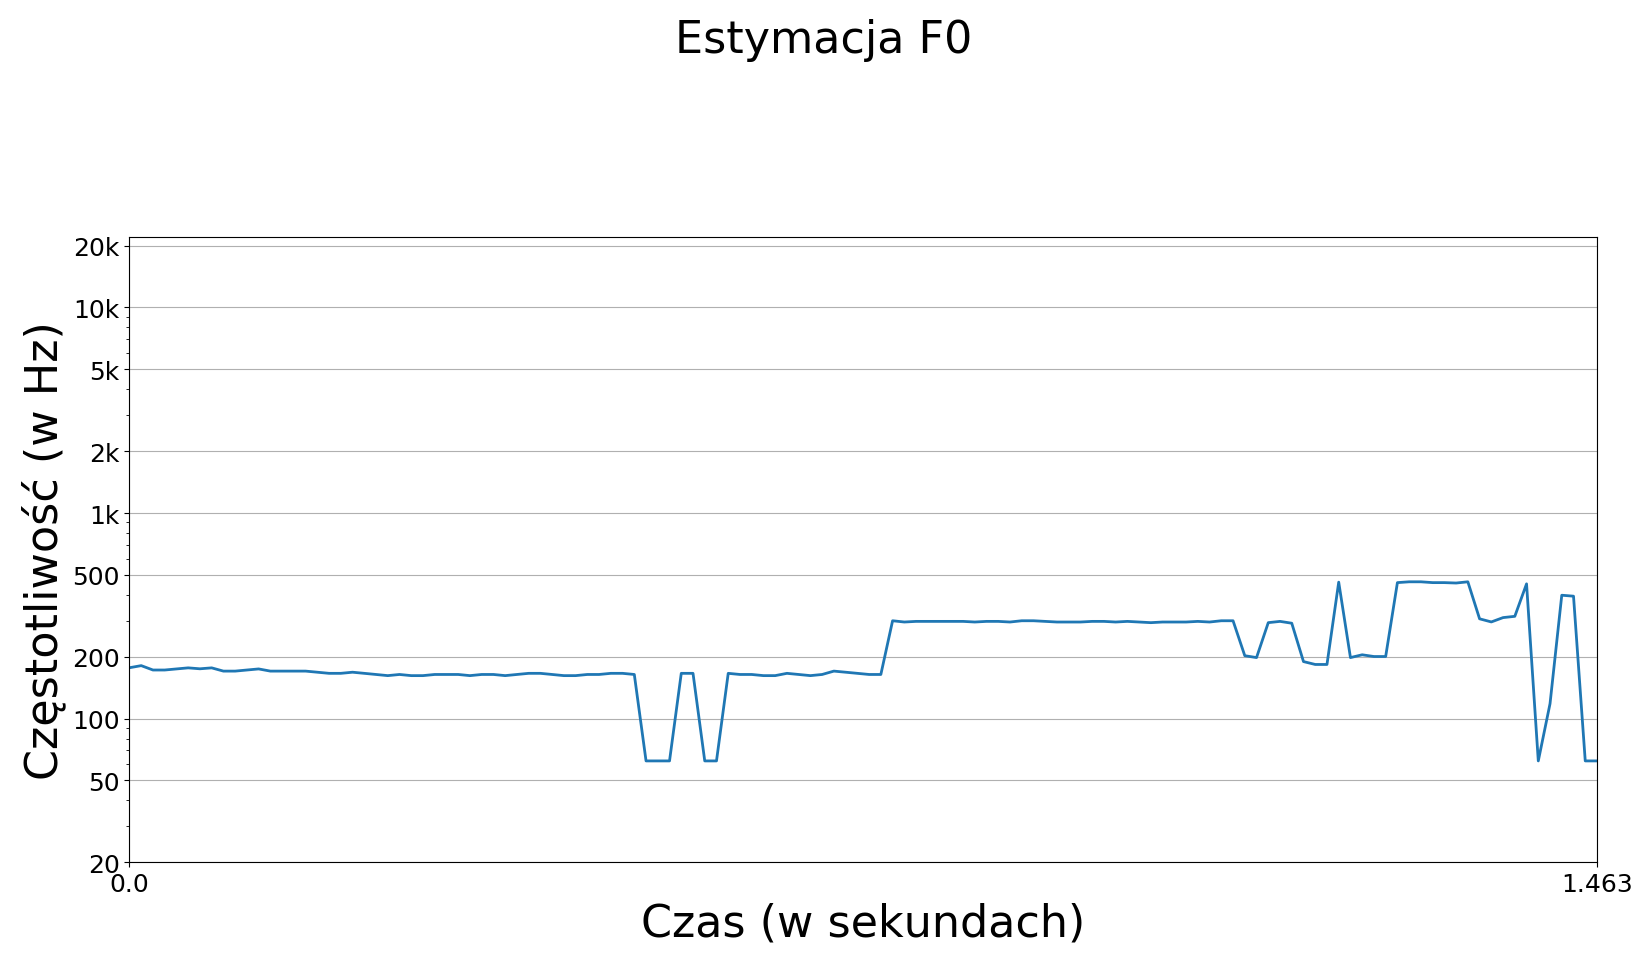 Estymacja F0
Częstotliwość (w Hz)
20k
10k
5k
2k
1k
500
200
100
50
20
0.0
1.463
Czas (w sekundach)